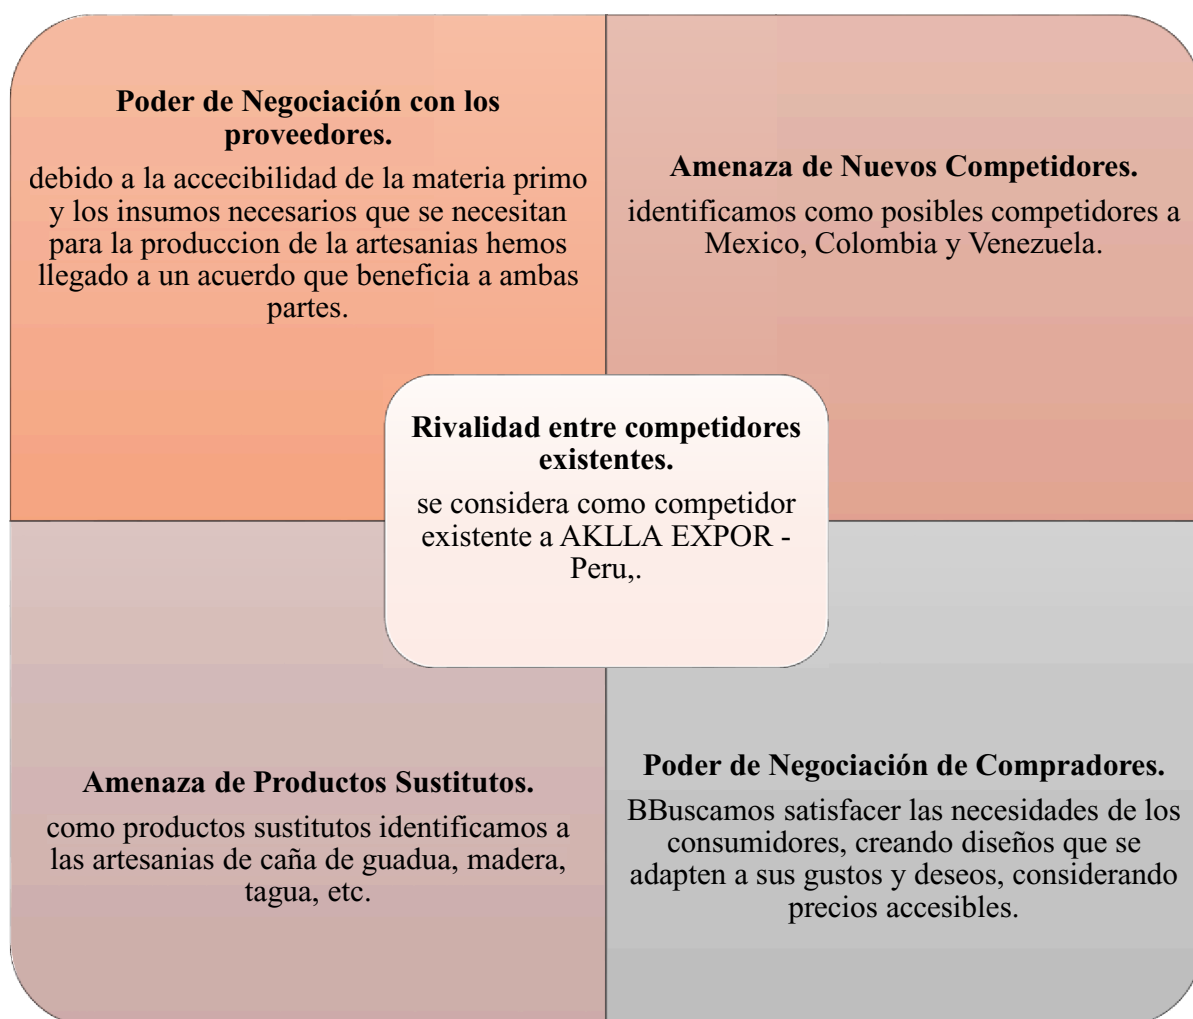 Poder de Negociación con los
proveedores.
debido a la accecibilidad de la materia primo
y los insumos necesarios que se necesitan
para la produccion de la artesanias hemos
llegado a un acuerdo que beneficia a ambas
partes.
Amenaza de Nuevos Competidores.
identificamos como posibles competidores a
Mexico, Colombia y Venezuela.
Rivalidad entre competidores
existentes.
se considera como competidor
existente a AKLLA EXPOR -
Peru,.
Amenaza de Productos Sustitutos.
como productos sustitutos identificamos a
las artesanias de caña de guadua, madera,
tagua, etc.
Poder de Negociación de Compradores.
BBuscamos satisfacer las necesidades de los
consumidores, creando diseños que se
adapten a sus gustos y deseos, considerando
precios accesibles.